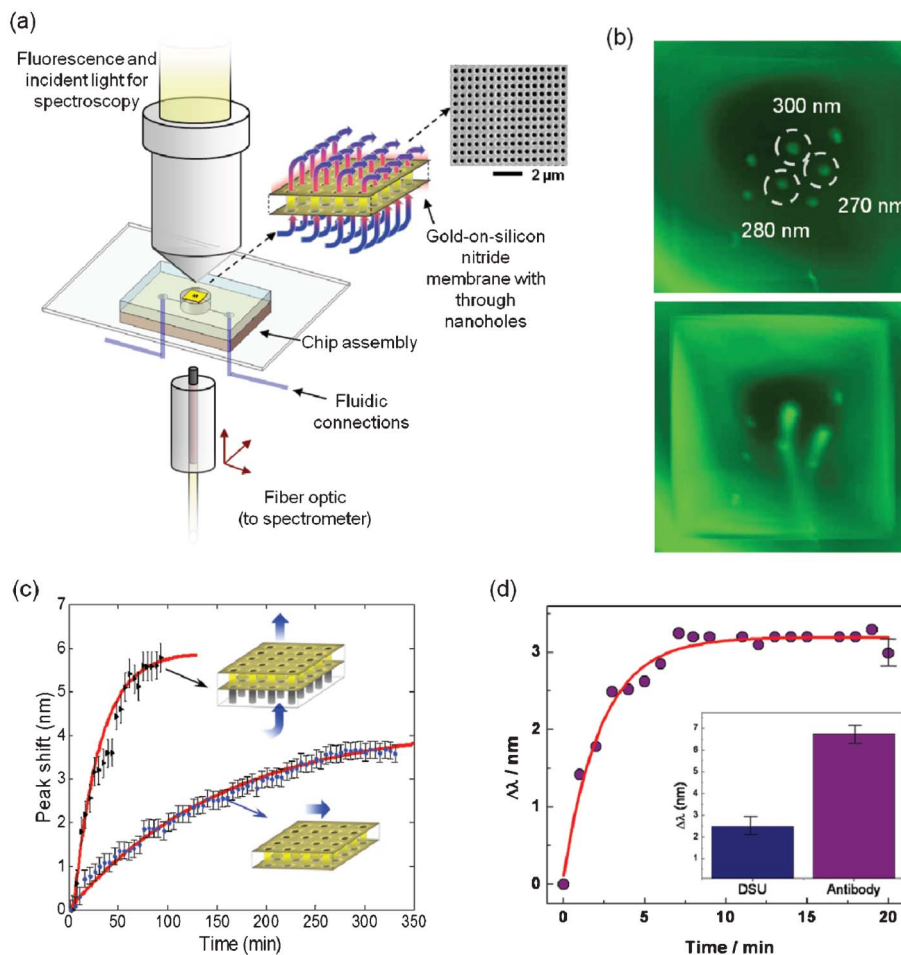 (a)
Fluorescence and
incident light for
spectroscopy
2 μm
Gold-on-silicon
nitride
membrane with
through
nanoholes
Chip assembly
Fluidic
connections
Fiber optic
(to spectrometer)
(b)
300 nm
270 nm
280 nm
(c)
7
6
5
4
3
2
1
0
Peak shift (nm)
0 50 100 150 200 250 300 350
Time (min)
(d)
3
2
1
0
Δλ / nm
0 5 10 15 20
Time / min
7
6
5
4
3
2
1
Δλ (nm)
DSU Antibody